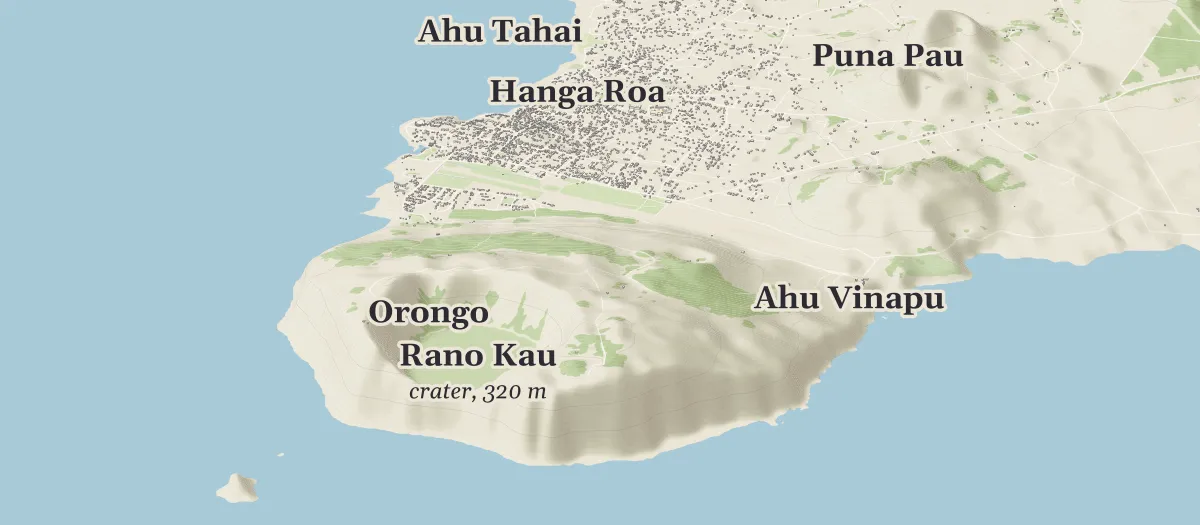 Ahu Tahai
Puna Pau
Hanga Roa
Ahu Vinapu
Orongo
Rano Kau
crater, 320 m